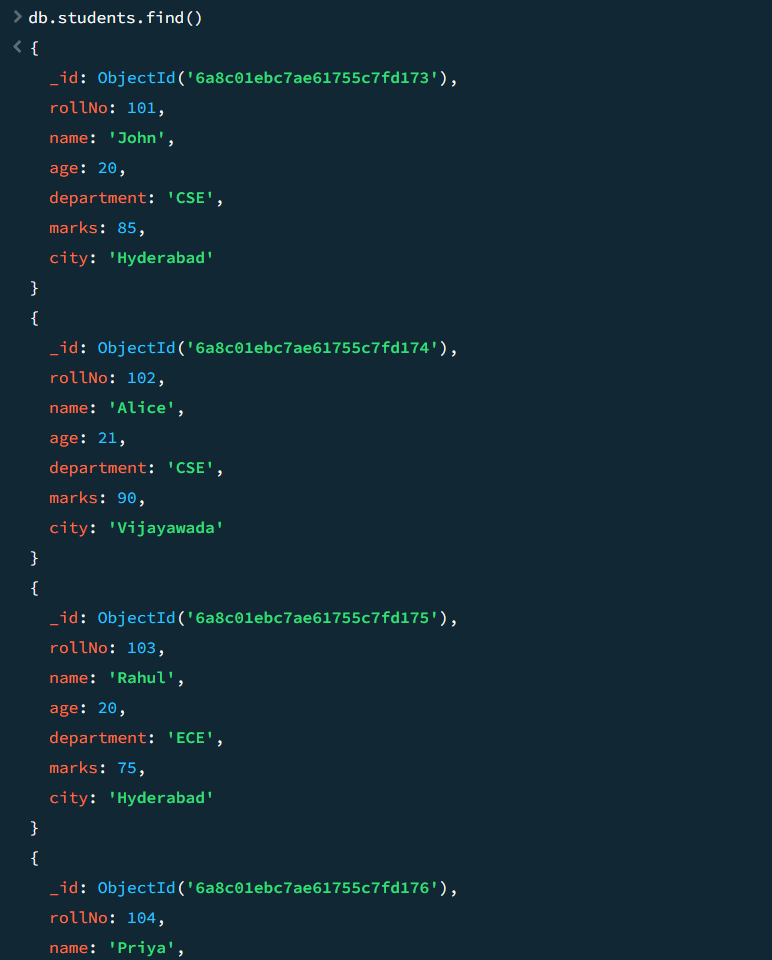 db.students.find()
{
_id: ObjectId('6a8c01ebc7ae61755c7fd173'),
rollNo: 101,
name: 'John',
age: 20,
department: 'CSE',
marks: 85,
city: 'Hyderabad'
}
{
_id: ObjectId('6a8c01ebc7ae61755c7fd174'),
rollNo: 102,
name: 'Alice',
age: 21,
department: 'CSE',
marks: 90,
city: 'Vijayawada'
}
{
_id: ObjectId('6a8c01ebc7ae61755c7fd175'),
rollNo: 103,
name: 'Rahul',
age: 20,
department: 'ECE',
marks: 75,
city: 'Hyderabad'
}
{
_id: ObjectId('6a8c01ebc7ae61755c7fd176'),
rollNo: 104,
name: 'Priya',